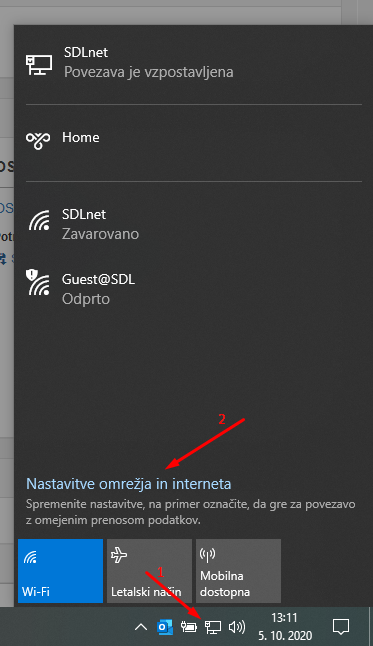 SDLnet
Povezava je vzpostavljena
Home
OS
SDLnet
Zavarovano
OS
Guest@SDL
Odprto
2
Nastavitve omrežja in interneta
Spremenite nastavitve, na primer označite, da gre za povezavo
z omejenim prenosom podatkov.
Wi-Fi
1
Letalski način
Mobilna
dostopna
13:11
5. 10. 2020